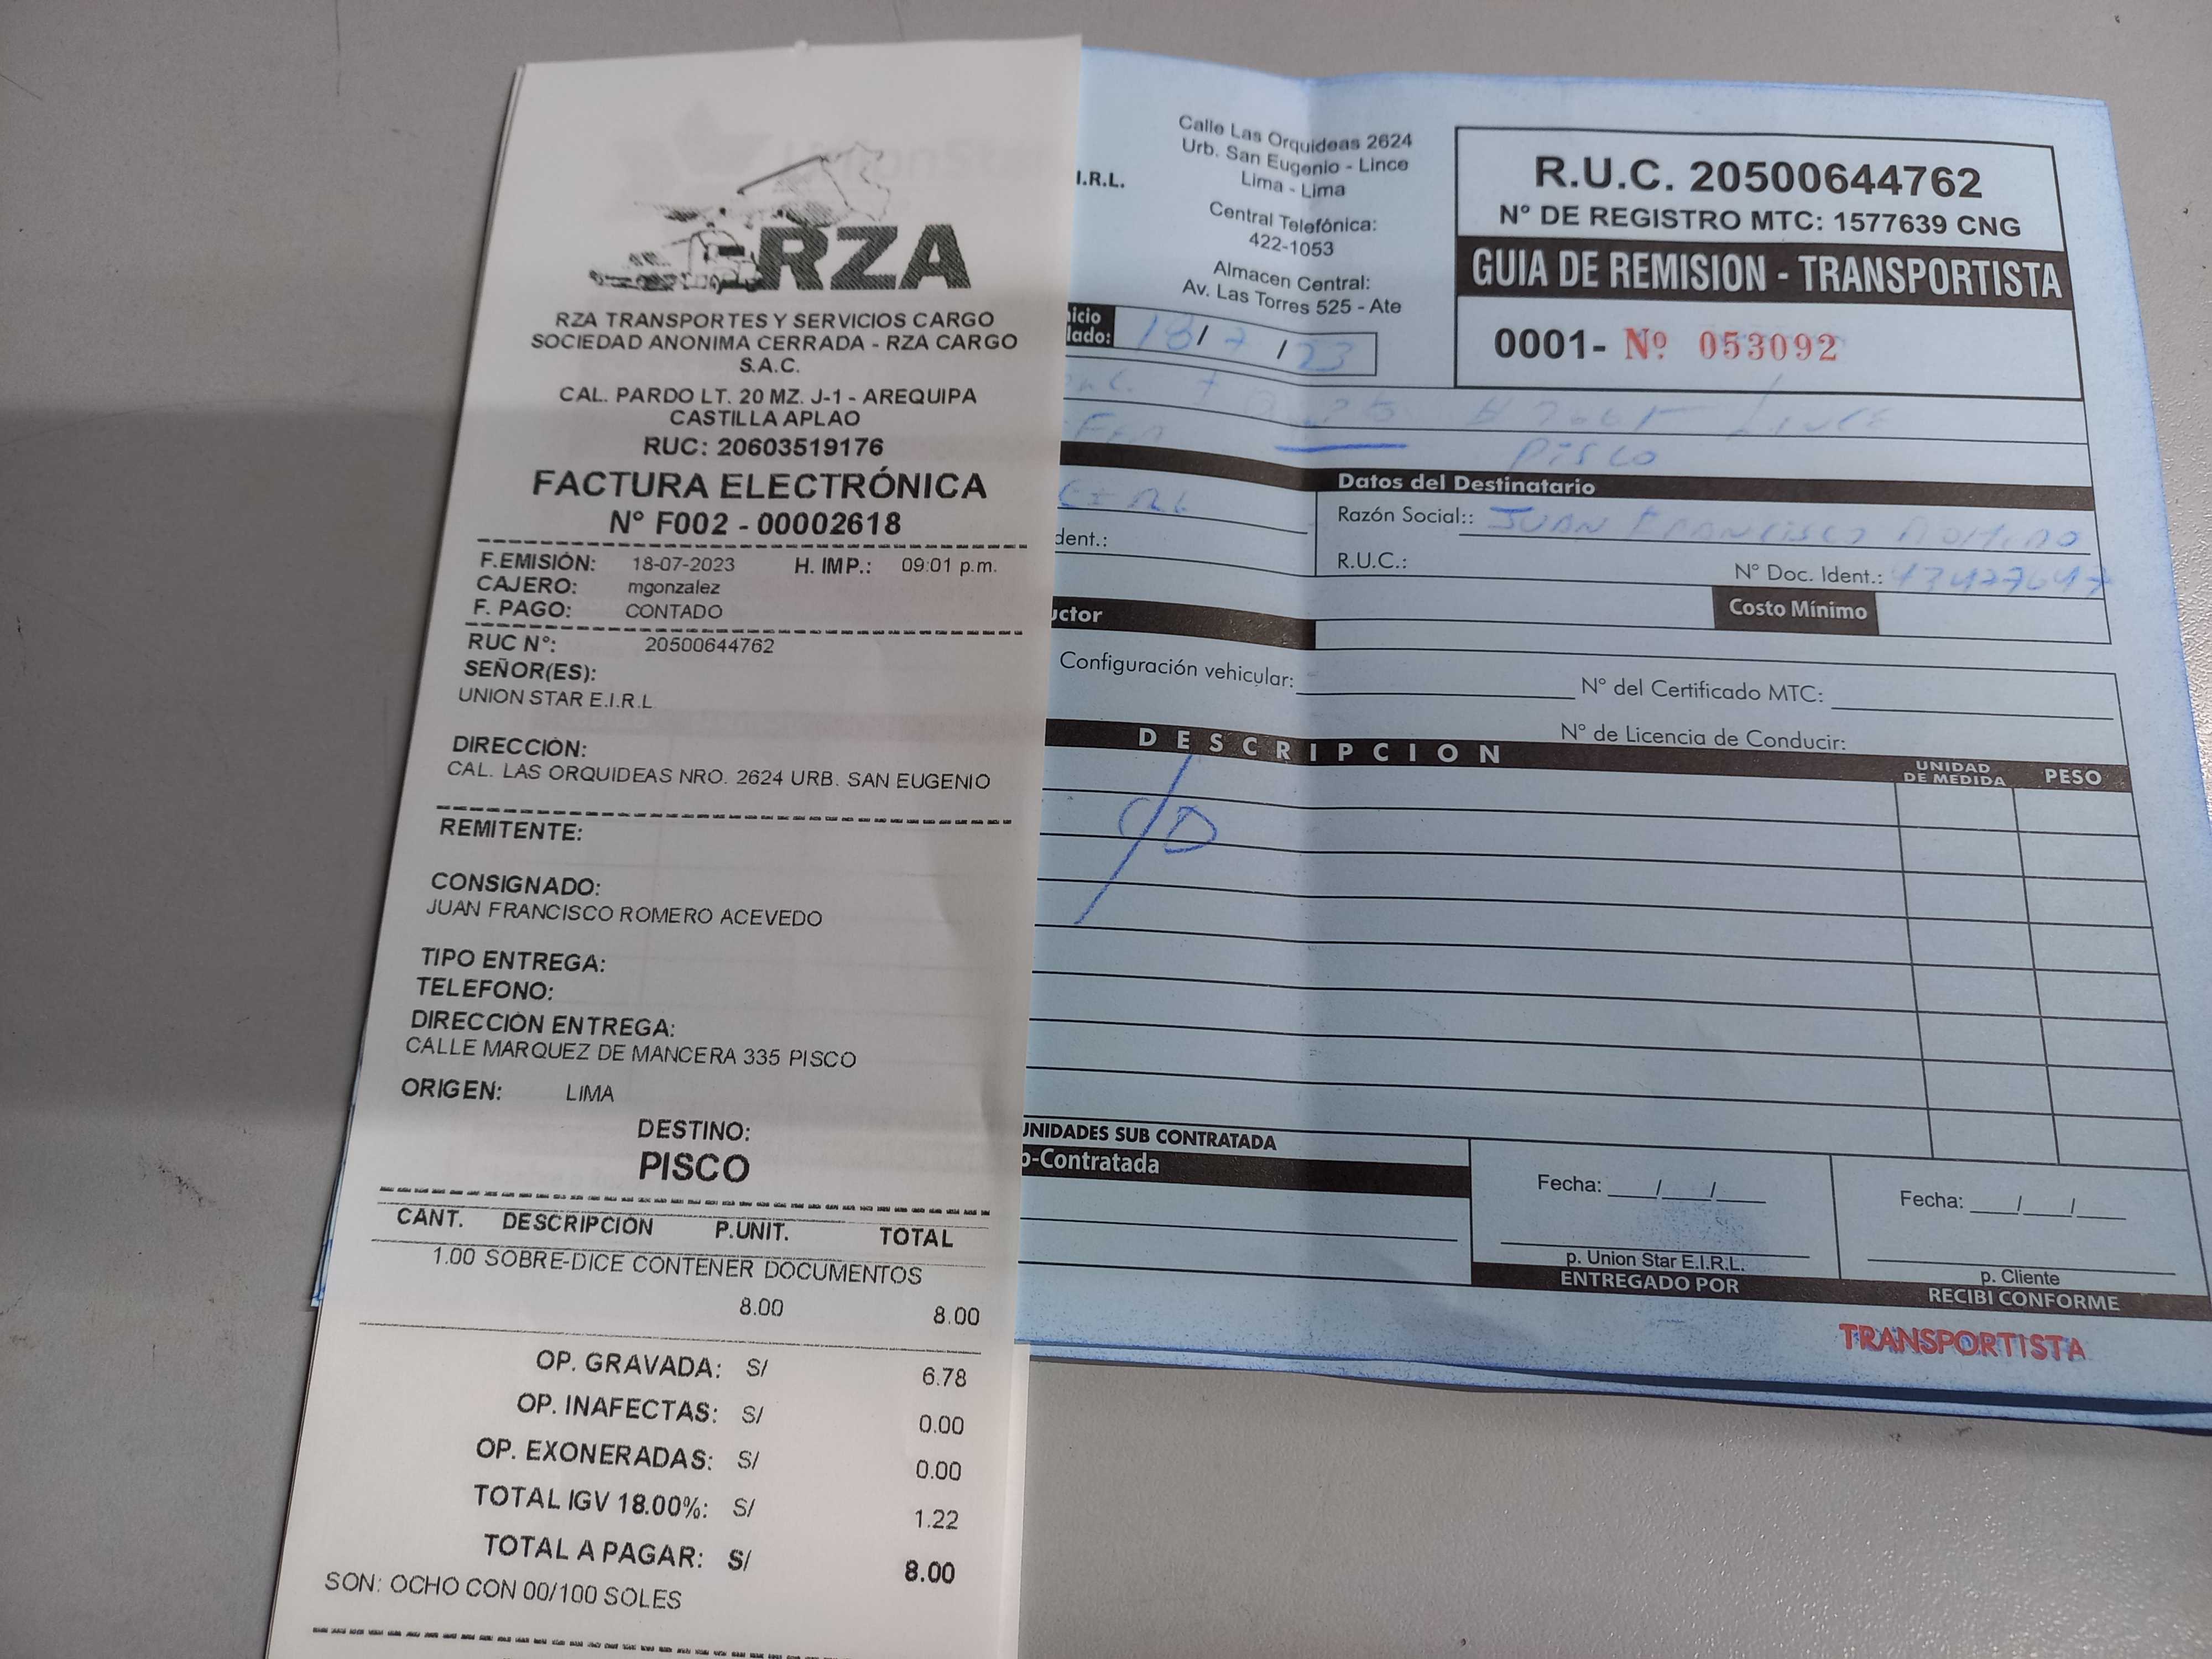 RZA
RZA TRANSPORTES Y SERVICIOS CARGO
SOCIEDAD ANONIMA CERRADA - RZA CARGO
S.A.C.
CAL. PARDO LT. 20 MZ. J-1 - AREQUIPA
CASTILLA APLAO
RUC: 20603519176
FACTURA ELECTRÓNICA
N° F002 - 00002618
F.EMISIÓN: 18-07-2023 H. IMP.: 09:01 p.m.
CAJERO: mgonzalez
F. PAGO: CONTADO
RUC N°: 20500644762
SEÑOR(ES):
UNION STAR E.I.R.L
DIRECCIÓN:
CAL. LAS ORQUIDEAS NRO. 2624 URB. SAN EUGENIO
REMITENTE:
CONSIGNADO:
JUAN FRANCISCO ROMERO ACEVEDO
TIPO ENTREGA:
TELEFONO:
DIRECCIÓN ENTREGA:
CALLE MARQUEZ DE MANCERA 335 PISCO
ORIGEN: LIMA
DESTINO:
PISCO
CANT. DESCRIPCIÓN P.UNIT. TOTAL
1.00 SOBRE-DICE CONTENER DOCUMENTOS
8.00 8.00
OP. GRAVADA: S/ 6.78
OP. INAFECTAS: S/ 0.00
OP. EXONERADAS: S/ 0.00
TOTAL IGV 18.00%: S/ 1.22
TOTAL A PAGAR: S/ 8.00
SON: OCHO CON 00/100 SOLES
I.R.L.
Calle Las Orquideas 2624
Urb. San Eugenio - Lince
Lima - Lima
Central Telefónica:
422-1053
Almacen Central:
Av. Las Torres 525 - Ate
R.U.C. 20500644762
N° DE REGISTRO MTC: 1577639 CNG
GUIA DE REMISION - TRANSPORTISTA
0001- Nº 053092
icio
lado: 18/ 7 /23
Lince
Pisco
Datos del Destinatario
Razón Social:: JUAN FRANCISCO
dent.:
R.U.C.: N° Doc. Ident.:
Costo Mínimo
uctor
Configuración vehicular: N° del Certificado MTC:
N° de Licencia de Conducir:
DESCRIPCION UNIDAD DE MEDIDA PESO
UNIDADES SUB CONTRATADA
b-Contratada
Fecha: / / Fecha: / /
p. Union Star E.I.R.L. p. Cliente
ENTREGADO POR RECIBI CONFORME
TRANSPORTISTA